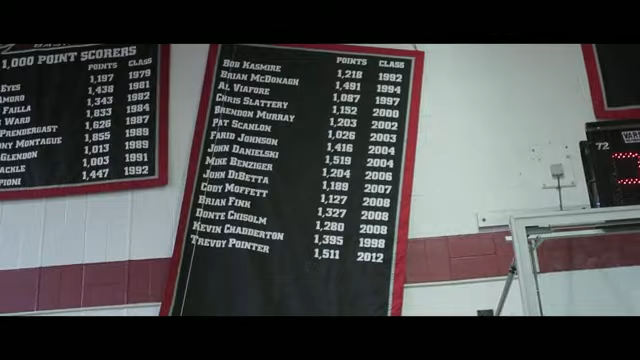 1,000 POINT SCORERS
POINTS CLASS
EYES 1,197 1979
AMORO 1,438 1981
FAILLA 1,343 1982
WARD 1,833 1984
PRENDERGAST 1,626 1987
NY MONTAGUE 1,855 1989
GLENDON 1,013 1989
ACKLE 1,003 1991
PIONI 1,447 1992
POINTS CLASS
BOB KASMIRE 1,218 1992
BRIAN MCDONAGH 1,491 1994
AL VIAFORE 1,087 1997
CHRIS SLATTERY 1,152 2000
BRENDON MURRAY 1,203 2002
PAT SCANLON 1,026 2003
FARID JOHNSON 1,416 2004
JOHN DANIELSKI 1,519 2004
MIKE BENZIGER 1,204 2006
JOHN DIBETTA 1,189 2007
CODY MOFFETT 1,127 2008
BRIAN FINK 1,327 2008
DONTE CHISOLM 1,280 2008
KEVIN CHADDERTON 1,395 1998
TREVOY POINTER 1,511 2012
72